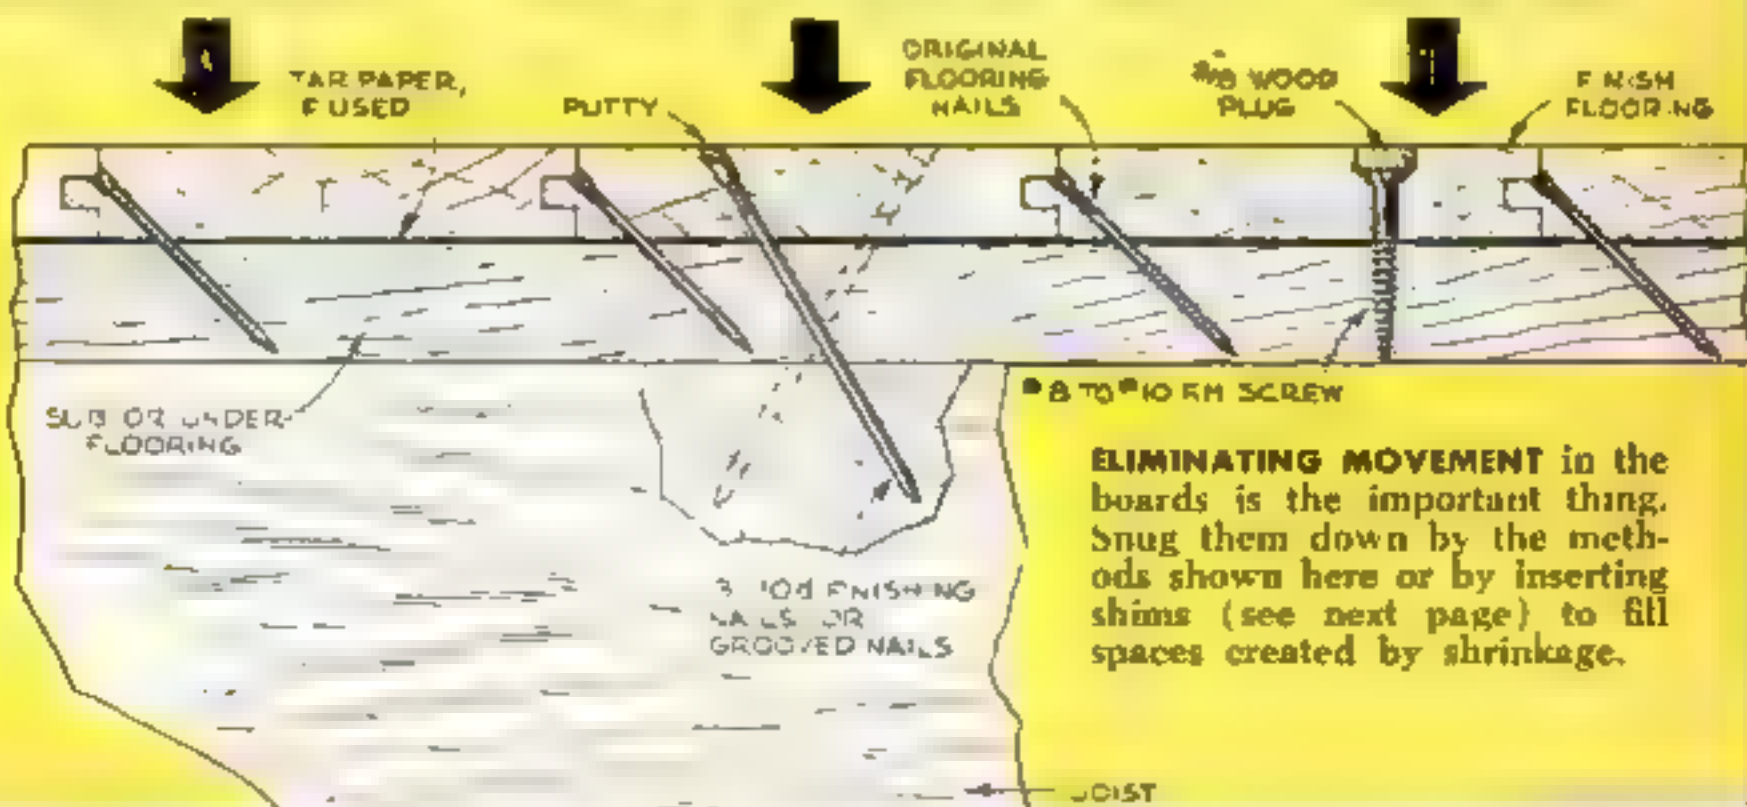 TAR PAPER,
IF USED
PUTTY
ORIGINAL
FLOORING
NAILS
WOOD
PLUG
FINISH
FLOORING
SUB OR UNDER-
FLOORING
#8 TO #10 FH SCREW
10d FINISHING
NAILS OR
GROOVED NAILS
JOIST
ELIMINATING MOVEMENT in the
boards is the important thing.
Snug them down by the meth-
ods shown here or by inserting
shims (see next page) to fill
spaces created by shrinkage.